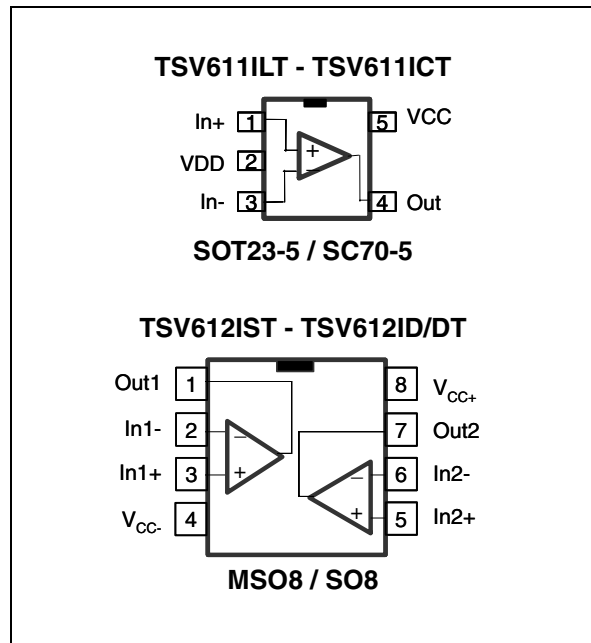 TSV611ILT - TSV611ICT
In+ 1 5 VCC
+
VDD 2
−
In- 3 4 Out
SOT23-5 / SC70-5
TSV612IST - TSV612ID/DT
Out1 1 8 VCC+
In1- 2 − 7 Out2
In1+ 3 + − 6 In2-
VCC- 4 + 5 In2+
MSO8 / SO8